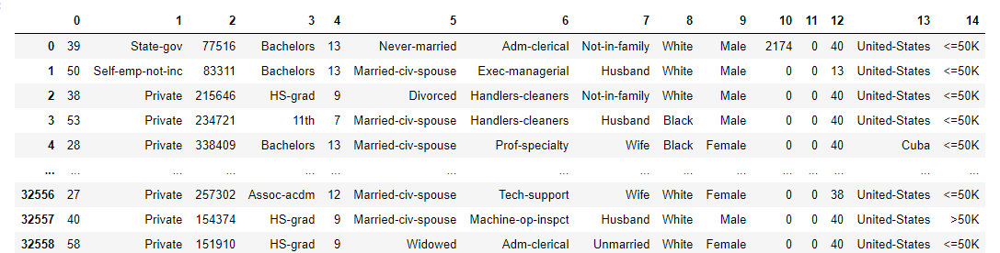 0 1 2 3 4 5 6 7 8 9 10 11 12 13 14
0 39 State-gov 77516 Bachelors 13 Never-married Adm-clerical Not-in-family White Male 2174 0 40 United-States <=50K
1 50 Self-emp-not-inc 83311 Bachelors 13 Married-civ-spouse Exec-managerial Husband White Male 0 0 13 United-States <=50K
2 38 Private 215646 HS-grad 9 Divorced Handlers-cleaners Not-in-family White Male 0 0 40 United-States <=50K
3 53 Private 234721 11th 7 Married-civ-spouse Handlers-cleaners Husband Black Male 0 0 40 United-States <=50K
4 28 Private 338409 Bachelors 13 Married-civ-spouse Prof-specialty Wife Black Female 0 0 40 Cuba <=50K
... ... ... ... ... ... ... ... ... ... ... ... ... ... ... ...
32556 27 Private 257302 Assoc-acdm 12 Married-civ-spouse Tech-support Wife White Female 0 0 38 United-States <=50K
32557 40 Private 154374 HS-grad 9 Married-civ-spouse Machine-op-inspct Husband White Male 0 0 40 United-States >50K
32558 58 Private 151910 HS-grad 9 Widowed Adm-clerical Unmarried White Female 0 0 40 United-States <=50K